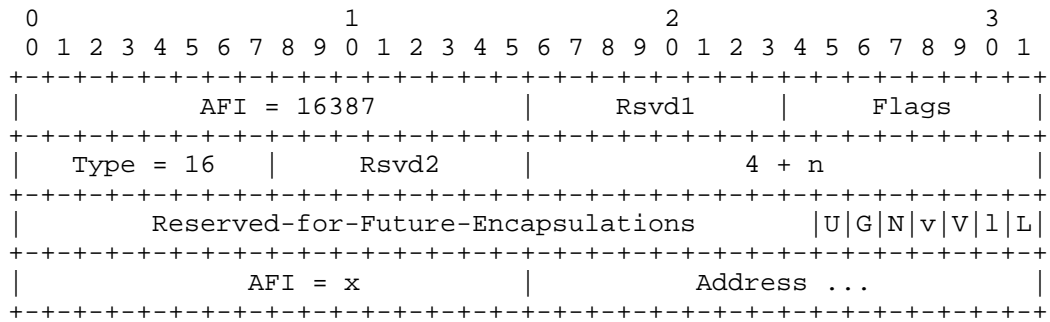 0                   1                   2                   3
 0 1 2 3 4 5 6 7 8 9 0 1 2 3 4 5 6 7 8 9 0 1 2 3 4 5 6 7 8 9 0 1
+-+-+-+-+-+-+-+-+-+-+-+-+-+-+-+-+-+-+-+-+-+-+-+-+-+-+-+-+-+-+-+-+
|           AFI = 16387         |     Rsvd1     |     Flags     |
+-+-+-+-+-+-+-+-+-+-+-+-+-+-+-+-+-+-+-+-+-+-+-+-+-+-+-+-+-+-+-+-+
|   Type = 16   |     Rsvd2     |             4 + n             |
+-+-+-+-+-+-+-+-+-+-+-+-+-+-+-+-+-+-+-+-+-+-+-+-+-+-+-+-+-+-+-+-+
|        Reserved-for-Future-Encapsulations       |U|G|N|v|V|l|L|
+-+-+-+-+-+-+-+-+-+-+-+-+-+-+-+-+-+-+-+-+-+-+-+-+-+-+-+-+-+-+-+-+
|              AFI = x          |          Address ...          |
+-+-+-+-+-+-+-+-+-+-+-+-+-+-+-+-+-+-+-+-+-+-+-+-+-+-+-+-+-+-+-+-+